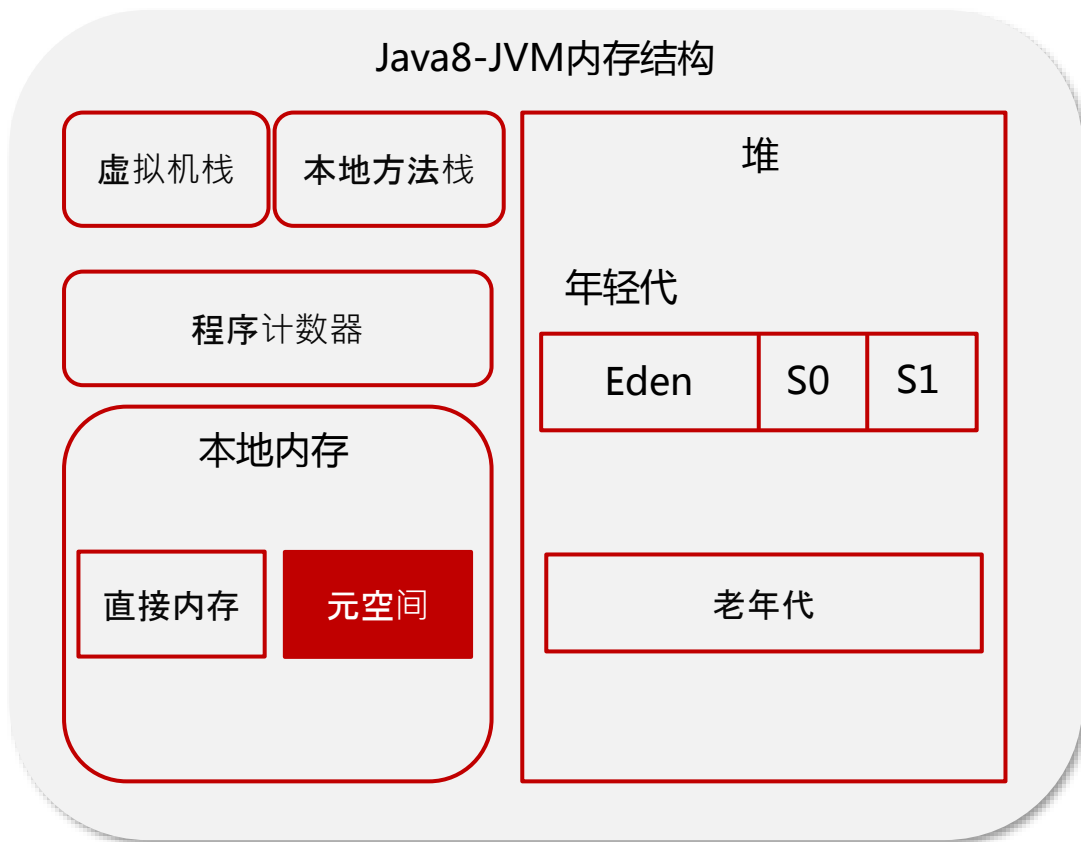 Java8-JVM内存结构
虚拟机栈
本地方法栈
程序计数器
本地内存
直接内存
元空间
堆
年轻代
Eden
S0
S1
老年代